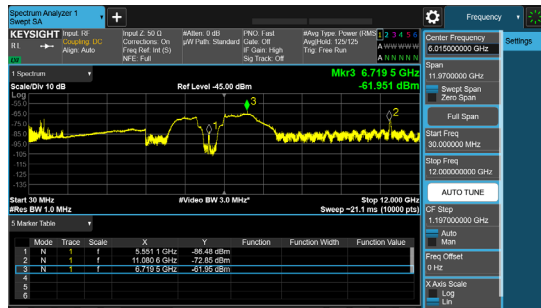 Spectrum Analyzer 1
Swept SA
+
Frequency
KEYSIGHT
Input: RF
Coupling: DC
Align: Auto
Input Z: 50 Ω
Corrections: On
Freq Ref: Int (S)
NFE: Full
#Atten: 0 dB
µW Path: Standard
PNO: Fast
Gate: Off
IF Gain: High
Sig Track: Off
#Avg Type: Power (RMS
Avg|Hold: 125/125
Trig: Free Run
1 2 3 4 5 6
A W W W W W
A N N N N N
Center Frequency
6.015000000 GHz
Settings
Span
11.9700000 GHz
Swept Span
Zero Span
Full Span
Start Freq
30.000000 MHz
Stop Freq
12.000000000 GHz
AUTO TUNE
CF Step
1.197000000 GHz
Auto
Man
Freq Offset
0 Hz
X Axis Scale
Log
Lin
1 Spectrum
Scale/Div 10 dB
Ref Level -45.00 dBm
Mkr3 6.719 5 GHz
-61.951 dBm
Log
-55.0
-65.0
-75.0
-85.0
-95.0
-105
-115
-125
-135
1
2
3
Start 30 MHz
#Video BW 3.0 MHz*
Stop 12.000 GHz
#Res BW 1.0 MHz
Sweep ~21.1 ms (10000 pts)
5 Marker Table
Mode Trace Scale X Y Function Function Width Function Value
1 N 1 f 5.551 1 GHz -86.48 dBm
2 N 1 f 11.080 6 GHz -72.85 dBm
3 N 1 f 6.719 5 GHz -61.95 dBm
4
5
6